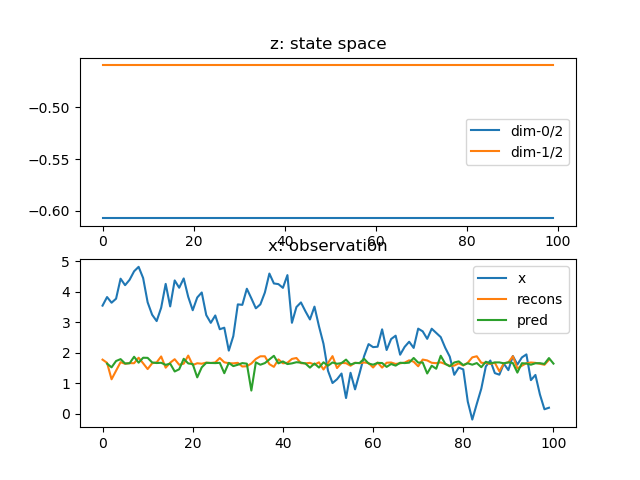 z: state space
−0.50
−0.55
−0.60
dim-0/2
dim-1/2
0 20 40 60 80 100
x: observation
5
4
3
2
1
0
x
recons
pred
0 20 40 60 80 100